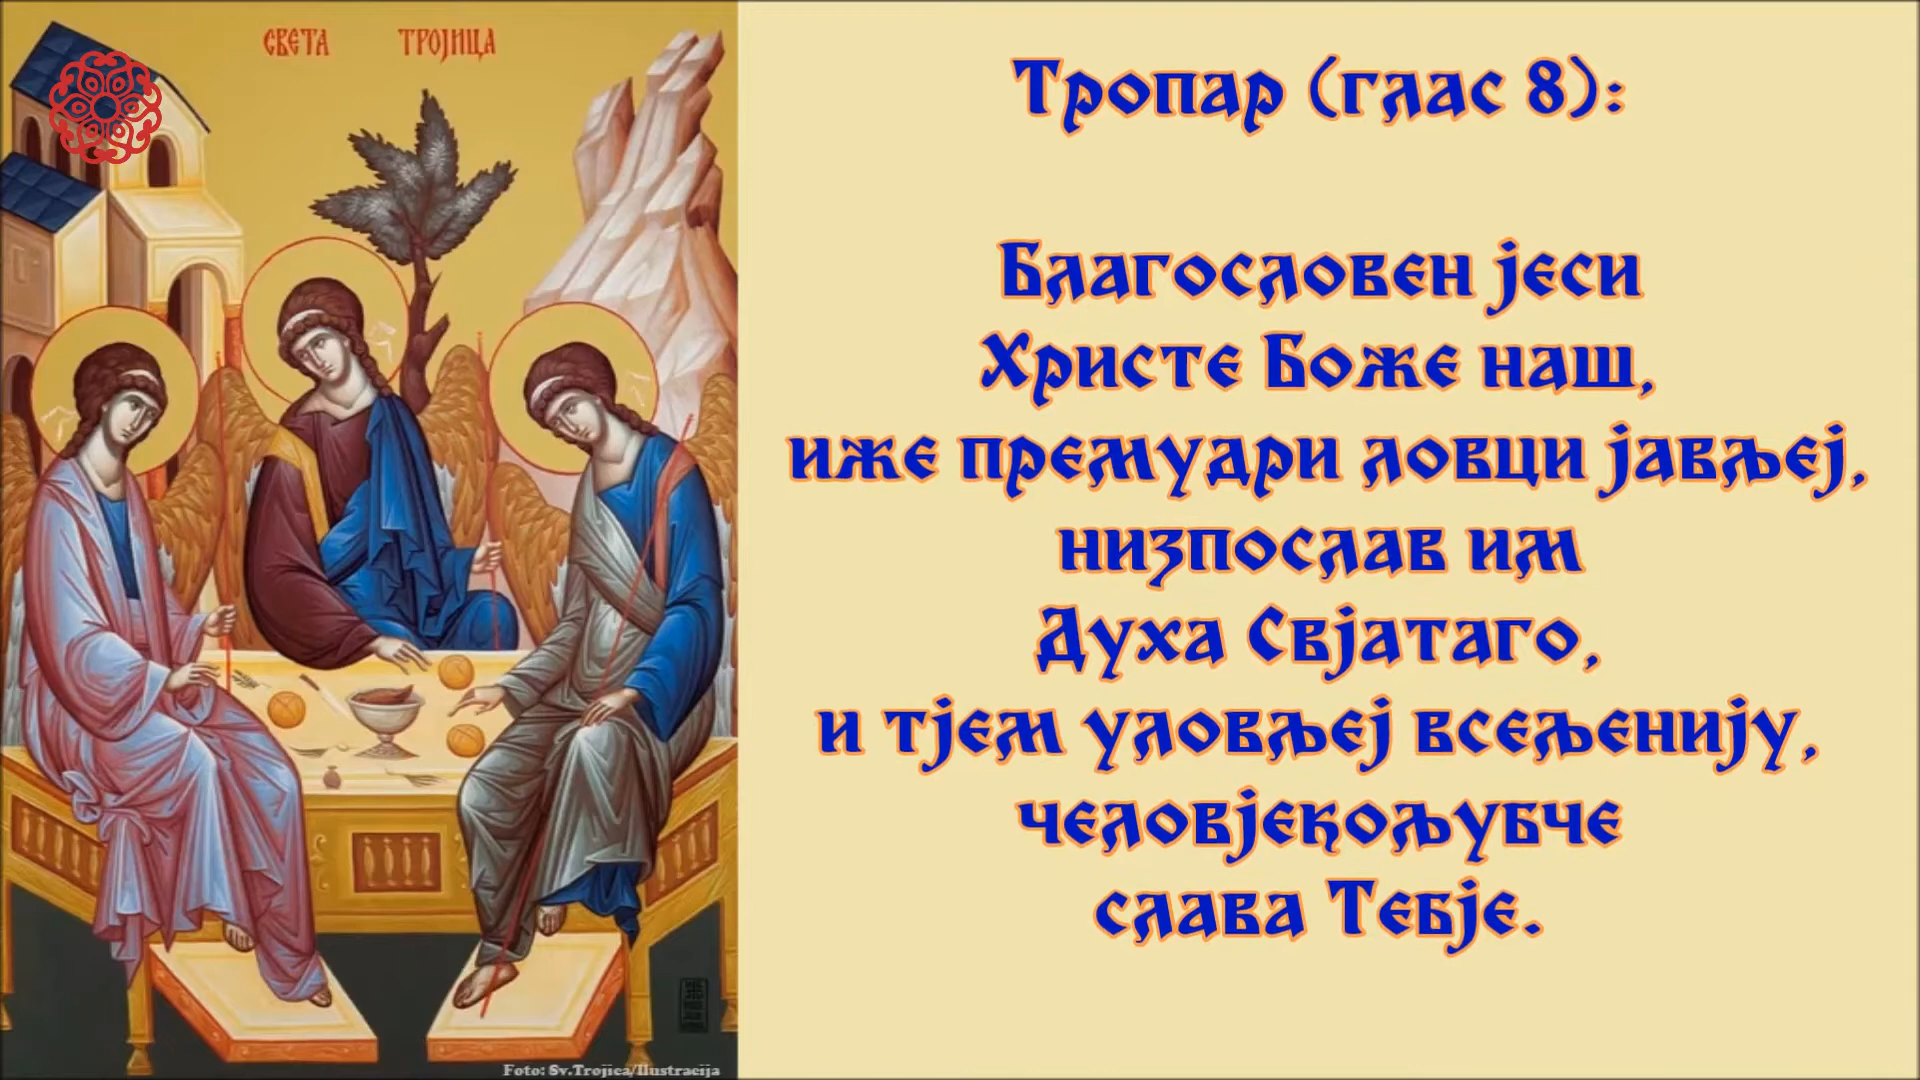 СВЕТА ТРОЈИЦА
Тропар (глас 8):
Благословен јеси
Христе Боже наш,
иже премудри ловци јављеј,
низпослав им
Духа Свјатаго,
и тјем уловљеј всељенију,
человјекољубче
слава Тебје.
Foto: Sv.Trojica/Ilustracija